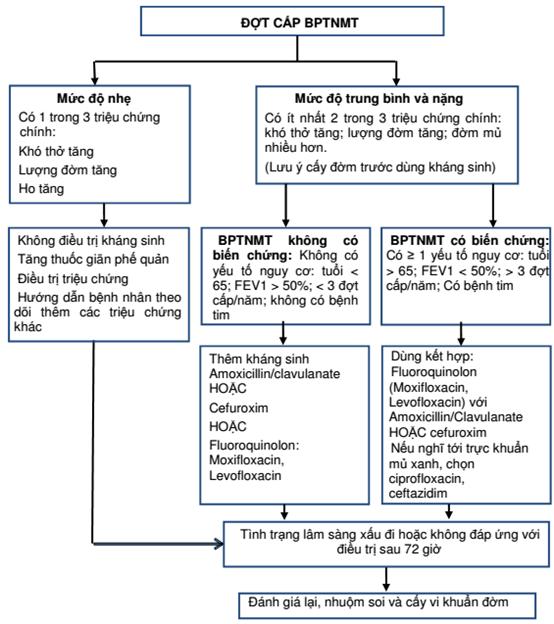 ĐỢT CẤP BPTNMT
Mức độ nhẹ
Có 1 trong 3 triệu chứng
chính:
Khó thở tăng
Lượng đờm tăng
Ho tăng
Mức độ trung bình và nặng
Có ít nhất 2 trong 3 triệu chứng chính:
khó thở tăng; lượng đờm tăng; đờm mủ
nhiều hơn.
(Lưu ý cấy đờm trước dùng kháng sinh)
Không điều trị kháng sinh
Tăng thuốc giãn phế quản
Điều trị triệu chứng
Hướng dẫn bệnh nhân theo
dõi thêm các triệu chứng
khác
BPTNMT không có
biến chứng: Không có
yếu tố nguy cơ: tuổi <
65; FEV1 > 50%; < 3 đợt
cấp/năm; không có bệnh
tim
BPTNMT có biến chứng:
Có ≥ 1 yếu tố nguy cơ: tuổi
> 65; FEV1 < 50%; > 3 đợt
cấp/năm; Có bệnh tim
Thêm kháng sinh
Amoxicillin/clavulanate
HOẶC
Cefuroxim
HOẶC
Fluoroquinolon:
Moxifloxacin,
Levofloxacin
Dùng kết hợp:
Fluoroquinolon
(Moxifloxacin,
Levofloxacin) với
Amoxicillin/Clavulanate
HOẶC cefuroxim
Nếu nghĩ tới trực khuẩn
mủ xanh, chọn
ciprofloxacin,
ceftazidim
Tình trạng lâm sàng xấu đi hoặc không đáp ứng với
điều trị sau 72 giờ
Đánh giá lại, nhuộm soi và cấy vi khuẩn đờm